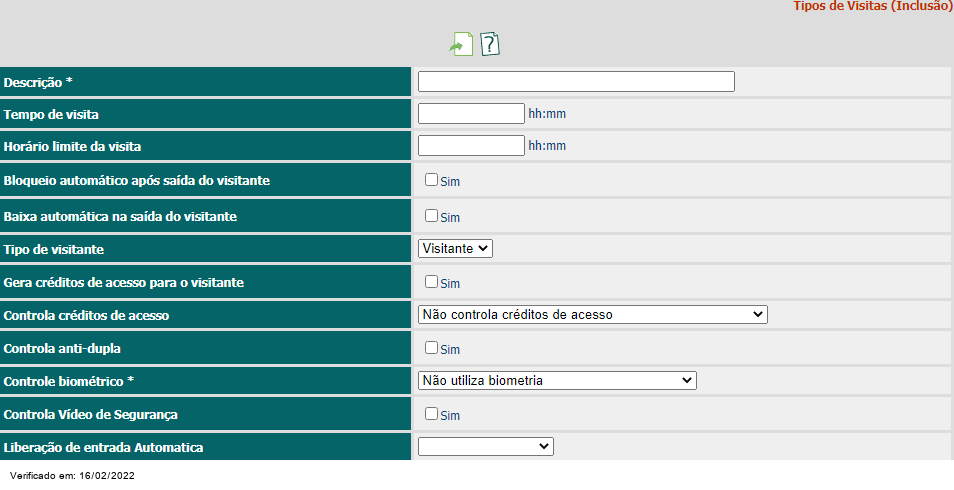 Tipos de Visitas (Inclusão)
?
Descrição *
Tempo de visita hh:mm
Horário limite da visita hh:mm
Bloqueio automático após saída do visitante Sim
Baixa automática na saída do visitante Sim
Tipo de visitante Visitante
Gera créditos de acesso para o visitante Sim
Controla créditos de acesso Não controla créditos de acesso
Controla anti-dupla Sim
Controle biométrico * Não utiliza biometria
Controla Vídeo de Segurança Sim
Liberação de entrada Automatica
Verificado em: 16/02/2022